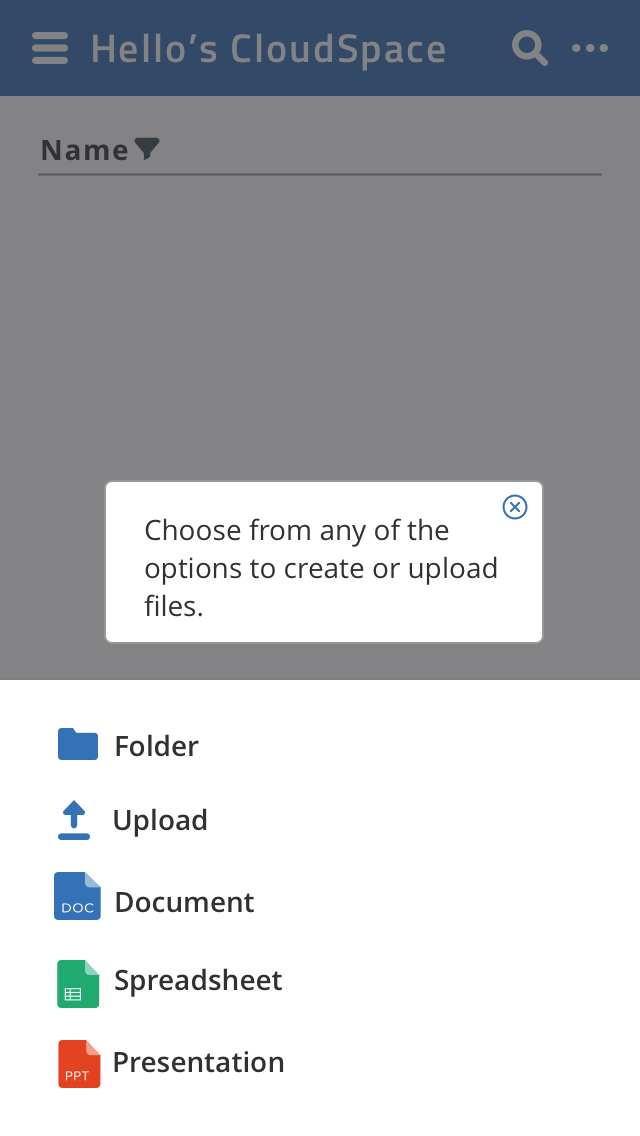 Hello’s CloudSpace
Name
Choose from any of the
options to create or upload
files.
Folder
Upload
DOC
Document
Spreadsheet
PPT
Presentation